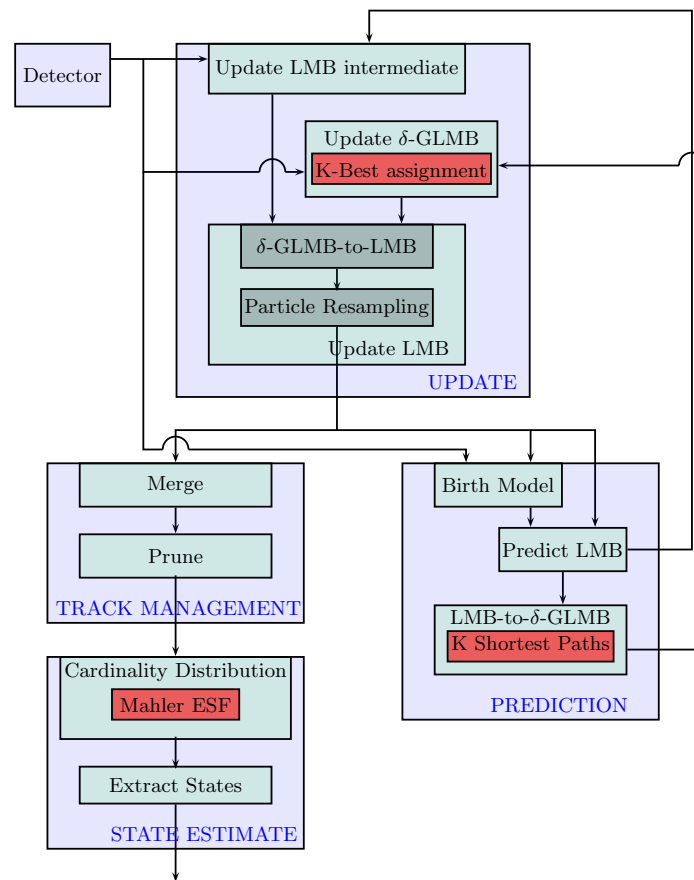 Detector
Update LMB intermediate
Update δ-GLMB
K-Best assignment
δ-GLMB-to-LMB
Particle Resampling
Update LMB
UPDATE
Merge
Prune
TRACK MANAGEMENT
Birth Model
Predict LMB
LMB-to-δ-GLMB
K Shortest Paths
PREDICTION
Cardinality Distribution
Mahler ESF
Extract States
STATE ESTIMATE